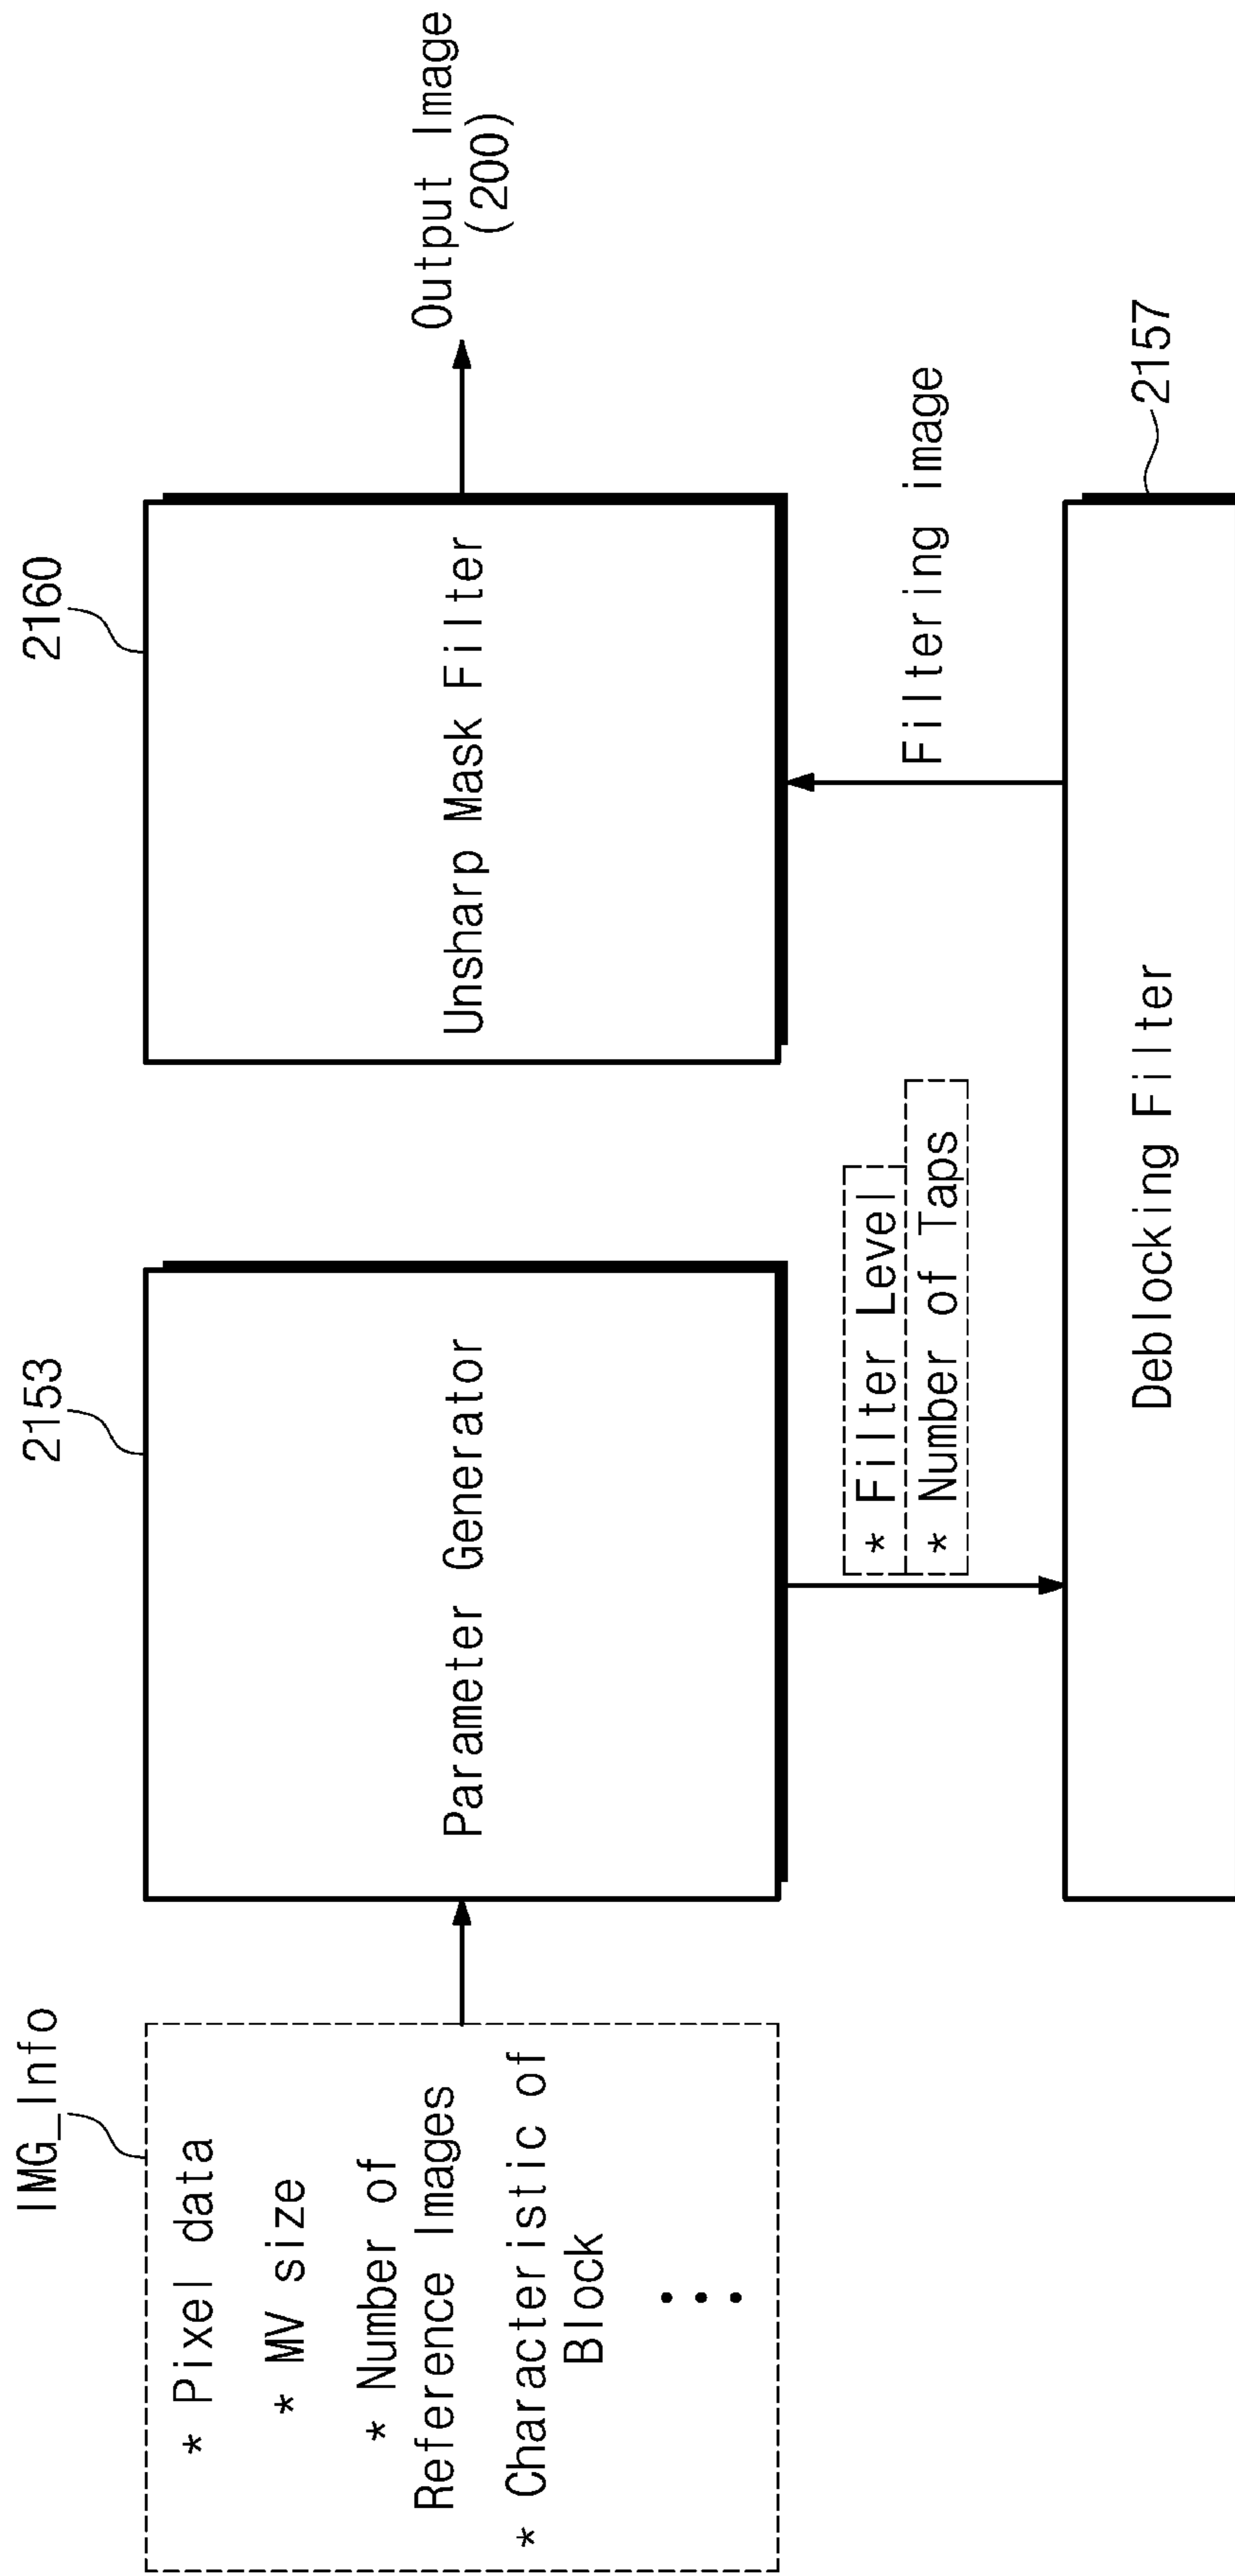 IMG_Info
* Pixel data
* MV size
* Number of
Reference Images
* Characteristic of
Block
2153
Parameter Generator
* Filter Level
* Number of Taps
2160
Unsharp Mask Filter
Output Image
(200)
Filtering image
2157
Deblocking Filter